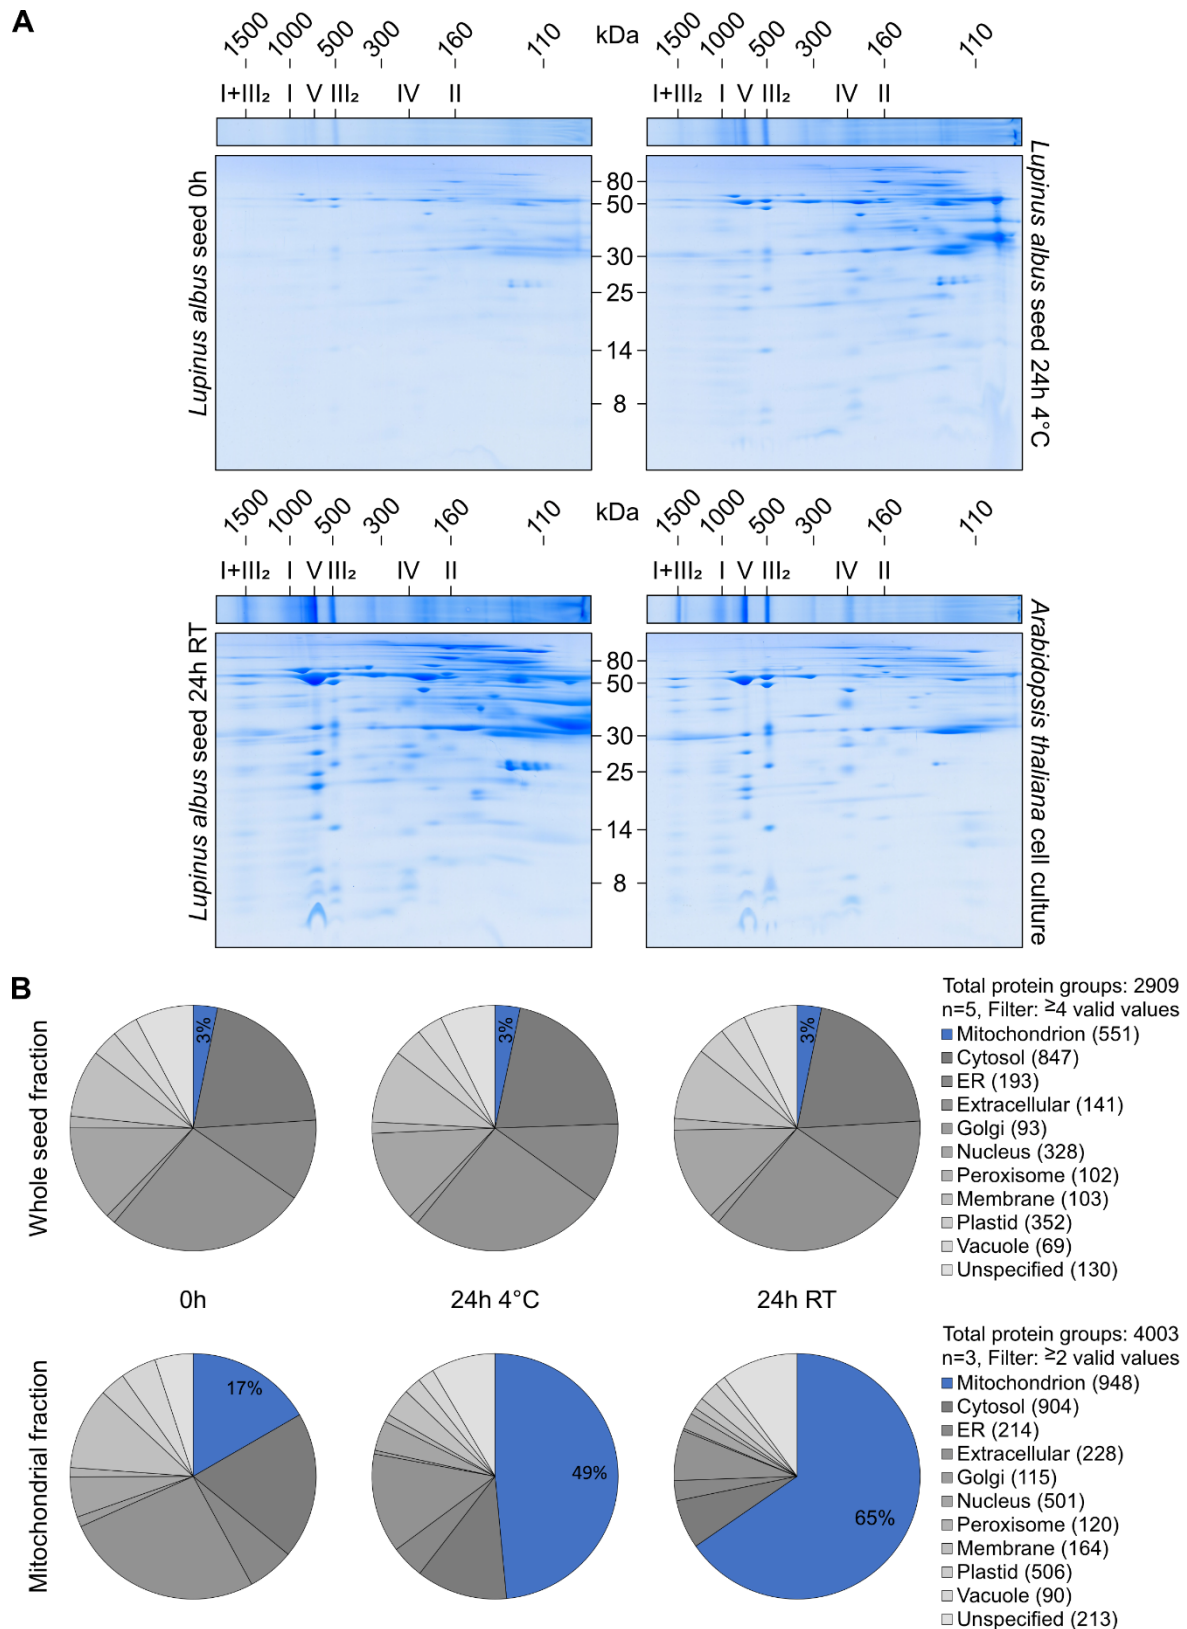 A
1500 1000 500 300 160 110
kDa
1500 1000 500 300 160 110
I+III₂ I V III₂ IV II
I+III₂ I V III₂ IV II
Lupinus albus seed 0h
80
50
30
25
14
8
Lupinus albus seed 24h 4°C
1500 1000 500 300 160 110
kDa
1500 1000 500 300 160 110
I+III₂ I V III₂ IV II
I+III₂ I V III₂ IV II
Lupinus albus seed 24h RT
80
50
30
25
14
8
Arabidopsis thaliana cell culture
B
Whole seed fraction
3%
3%
3%
Total protein groups: 2909
n=5, Filter: ≥4 valid values
Mitochondrion (551)
Cytosol (847)
ER (193)
Extracellular (141)
Golgi (93)
Nucleus (328)
Peroxisome (102)
Membrane (103)
Plastid (352)
Vacuole (69)
Unspecified (130)
0h
24h 4°C
24h RT
Mitochondrial fraction
17%
49%
65%
Total protein groups: 4003
n=3, Filter: ≥2 valid values
Mitochondrion (948)
Cytosol (904)
ER (214)
Extracellular (228)
Golgi (115)
Nucleus (501)
Peroxisome (120)
Membrane (164)
Plastid (506)
Vacuole (90)
Unspecified (213)